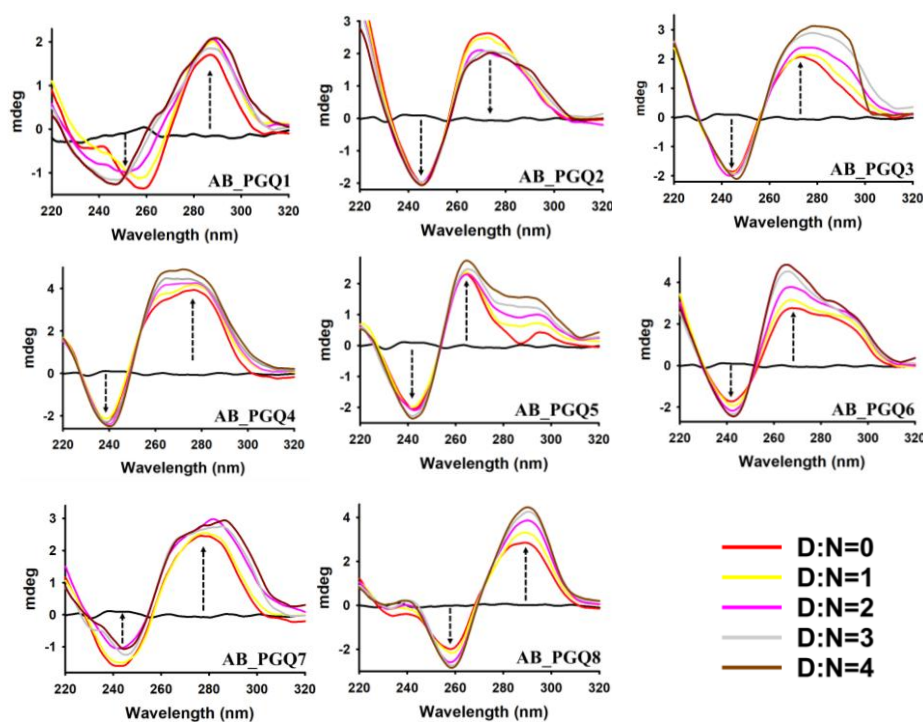 2
1
0
-1
mdeg
AB_PGQ1
220 240 260 280 300 320
Wavelength (nm)
3
2
1
0
-1
-2
mdeg
AB_PGQ2
220 240 260 280 300 320
Wavelength (nm)
4
3
2
1
0
-1
-2
mdeg
AB_PGQ3
220 240 260 280 300 320
Wavelength (nm)
4
2
0
-2
mdeg
AB_PGQ4
220 240 260 280 300 320
Wavelength (nm)
3
2
1
0
-1
-2
mdeg
AB_PGQ5
220 240 260 280 300 320
Wavelength (nm)
6
4
2
0
-2
mdeg
AB_PGQ6
220 240 260 280 300 320
Wavelength (nm)
3
2
1
0
-1
mdeg
AB_PGQ7
220 240 260 280 300 320
Wavelength (nm)
4
2
0
-2
mdeg
AB_PGQ8
220 240 260 280 300 320
Wavelength (nm)
D:N=0
D:N=1
D:N=2
D:N=3
D:N=4